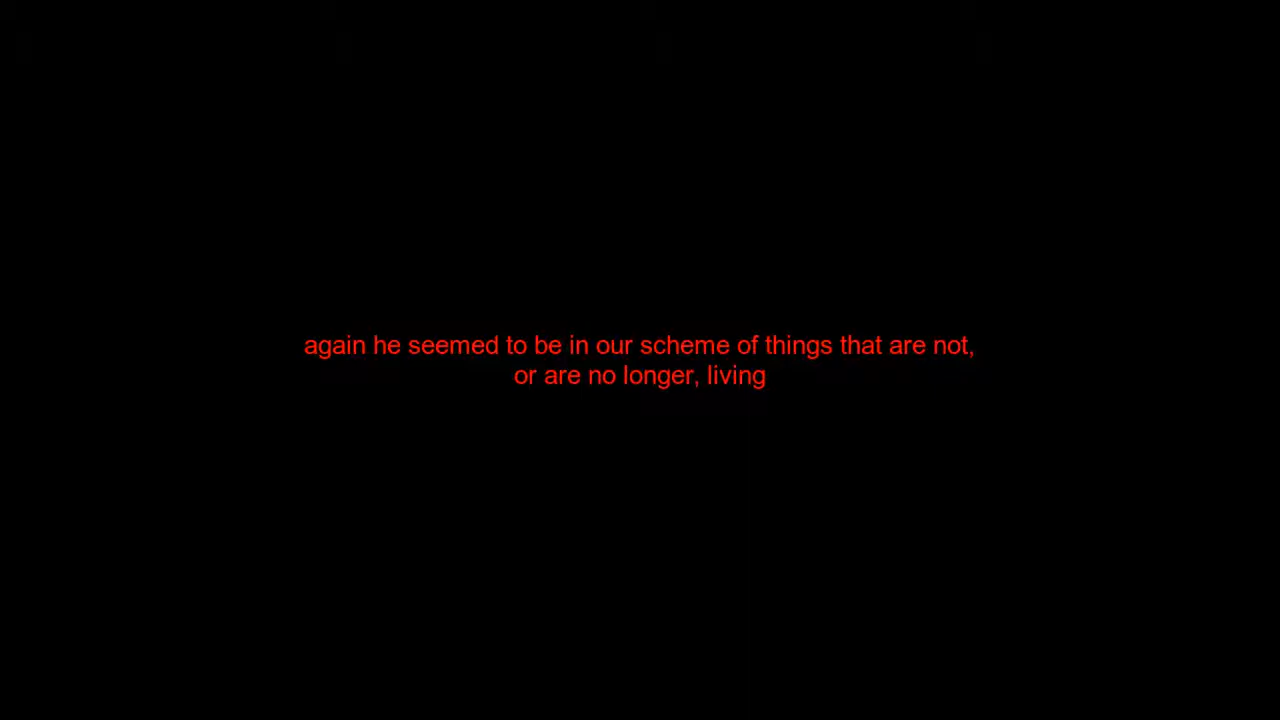 again he seemed to be in our scheme of things that are not,
or are no longer, living